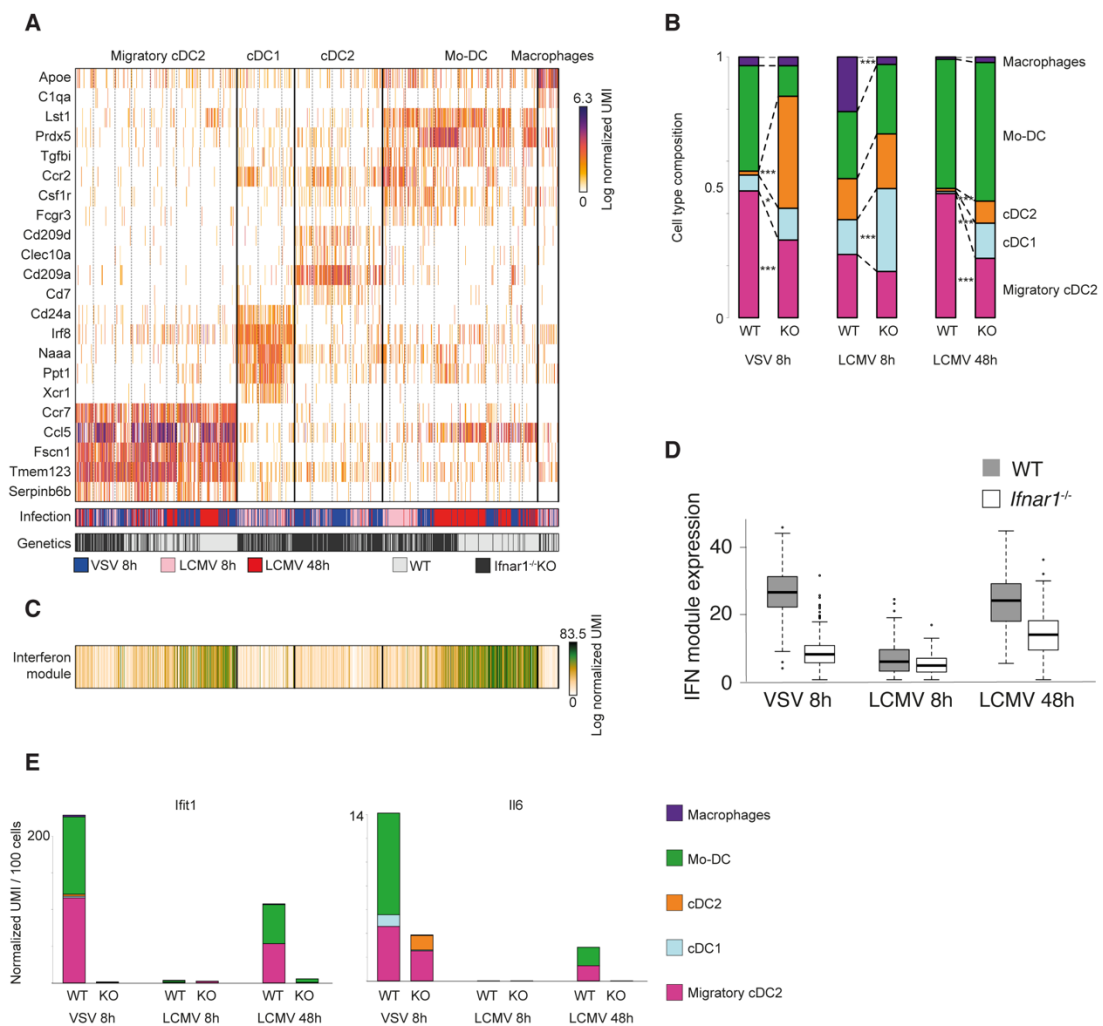 A
Migratory cDC2 cDC1 cDC2 Mo-DC Macrophages
Apoe
C1qa
Lst1
Prdx5
Tgfbi
Ccr2
Csf1r
Fcgr3
Cd209d
Clec10a
Cd209a
Cd7
Cd24a
Irf8
Naaa
Ppt1
Xcr1
Ccr7
Ccl5
Fscn1
Tmem123
Serpinb6b
6.3
0
Log normalized UMI
Infection
Genetics
VSV 8h LCMV 8h LCMV 48h WT Ifnar1-/-KO
B
Cell type composition
1
0.5
0
***
*
***
***
***
***
***
***
Macrophages
Mo-DC
cDC2
cDC1
Migratory cDC2
WT KO WT KO WT KO
VSV 8h LCMV 8h LCMV 48h
C
Interferon
module
83.5
0
Log normalized UMI
D
WT
Ifnar1-/-
IFN module expression
40
20
0
VSV 8h LCMV 8h LCMV 48h
E
Ifit1
Normalized UMI / 100 cells
200
WT KO WT KO WT KO
VSV 8h LCMV 8h LCMV 48h
Il6
14
WT KO WT KO WT KO
VSV 8h LCMV 8h LCMV 48h
Macrophages
Mo-DC
cDC2
cDC1
Migratory cDC2